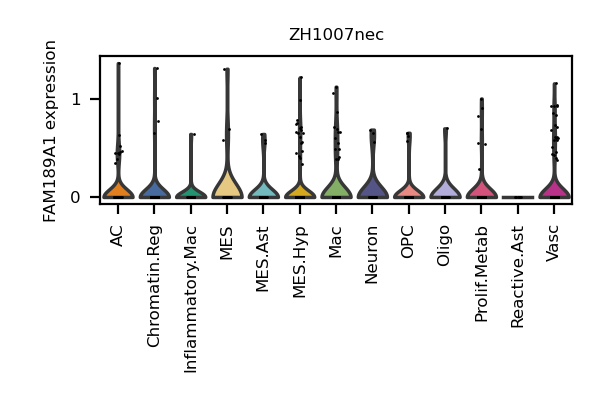 ZH1007nec
FAM189A1 expression
1
0
AC
Chromatin.Reg
Inflammatory.Mac
MES
MES.Ast
MES.Hyp
Mac
Neuron
OPC
Oligo
Prolif.Metab
Reactive.Ast
Vasc